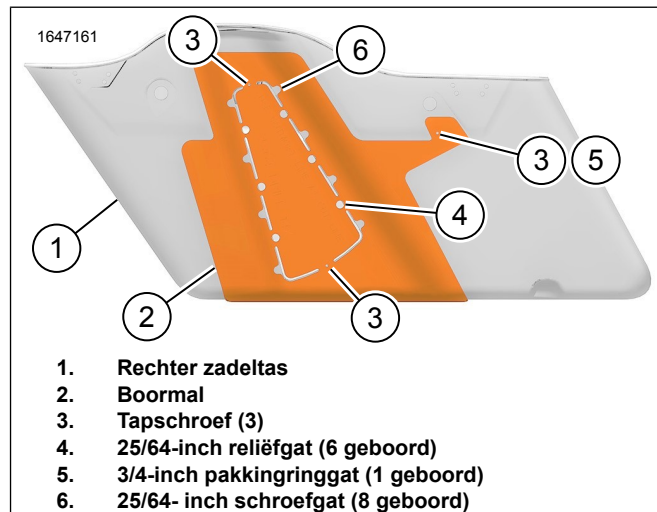 1647161
3
6
3
5
4
1
2
3
1. Rechter zadeltas
2. Boormal
3. Tapschroef (3)
4. 25/64-inch reliëfgat (6 geboord)
5. 3/4-inch pakkingringgat (1 geboord)
6. 25/64- inch schroefgat (8 geboord)